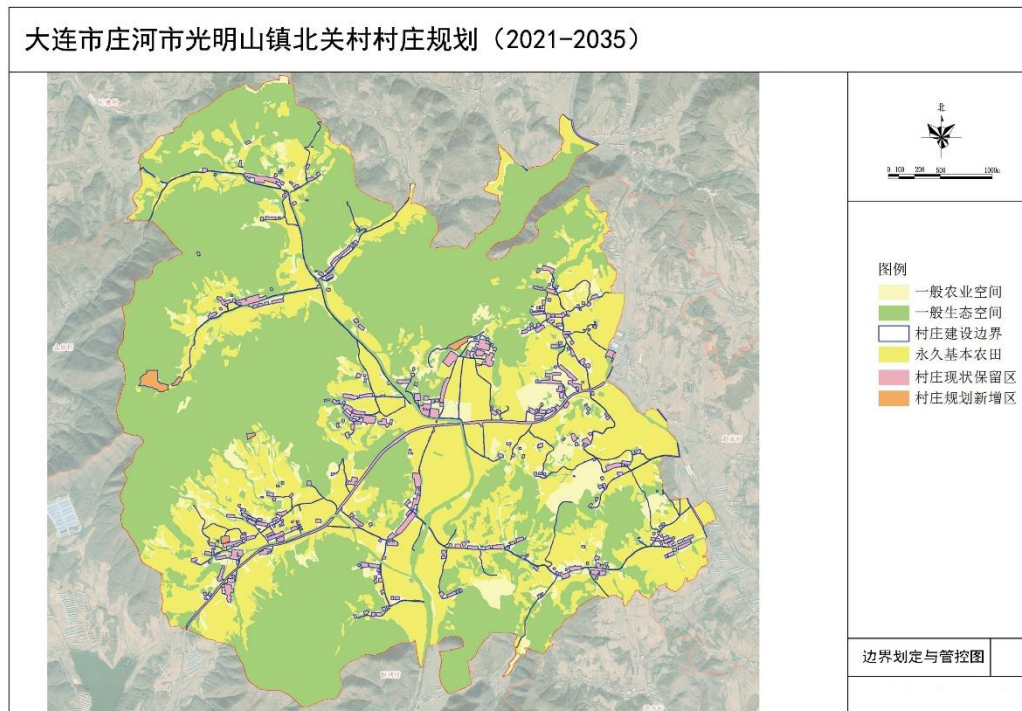 大连市庄河市光明山镇北关村村庄规划（2021-2035）
北
0 100 200 500 1000m
图例
一般农业空间
一般生态空间
村庄建设边界
永久基本农田
村庄现状保留区
村庄规划新增区
边界划定与管控图